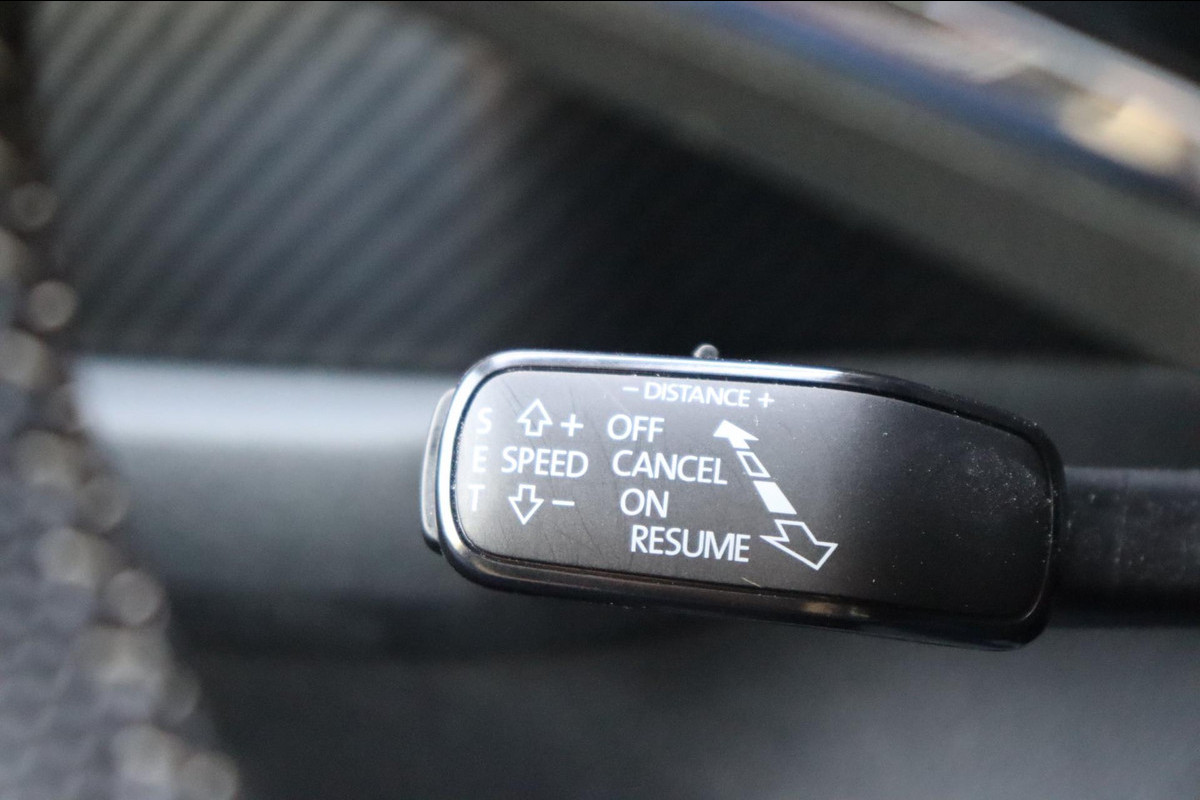 − DISTANCE +
S + OFF
E SPEED CANCEL
T − ON
RESUME